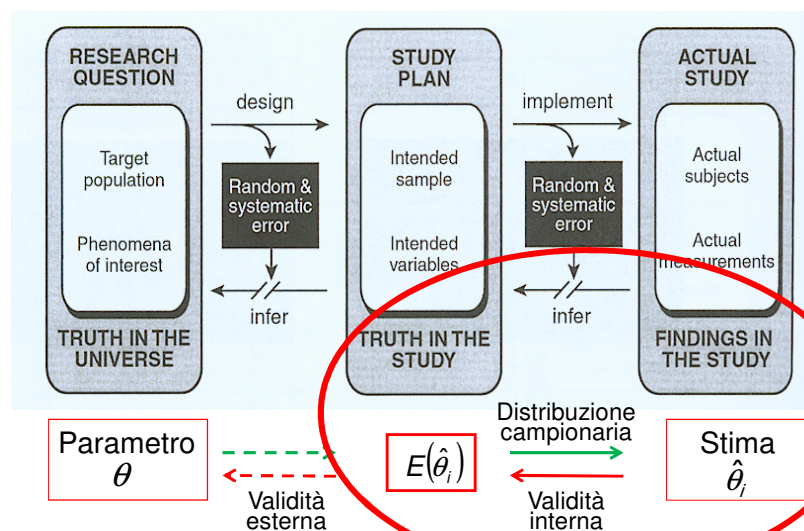 RESEARCH
QUESTION
Target
population
Phenomena
of interest
TRUTH IN THE
UNIVERSE
design
Random &
systematic
error
infer
STUDY
PLAN
Intended
sample
Intended
variables
TRUTH IN THE
STUDY
implement
Random &
systematic
error
infer
ACTUAL
STUDY
Actual
subjects
Actual
measurements
FINDINGS IN
THE STUDY
Parametro
θ
Validità
esterna
E(θ̂ᵢ)
Distribuzione
campionaria
Validità
interna
Stima
θ̂ᵢ